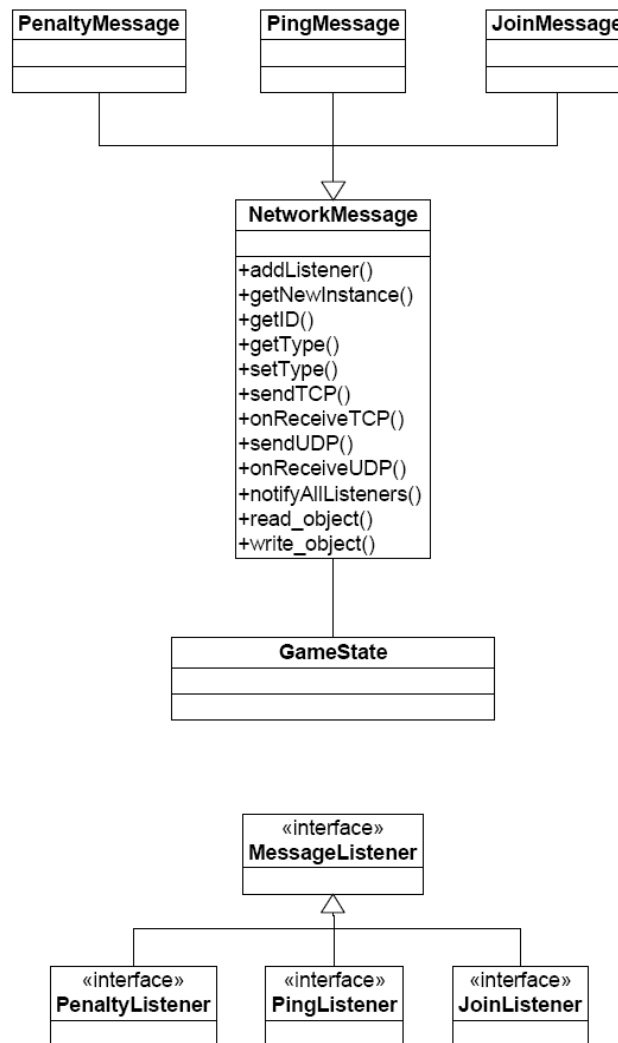 PenaltyMessage
PingMessage
JoinMessage
NetworkMessage
+addListener()
+getNewInstance()
+getID()
+getType()
+setType()
+sendTCP()
+onReceiveTCP()
+sendUDP()
+onReceiveUDP()
+notifyAllListeners()
+read_object()
+write_object()
GameState
«interface»
MessageListener
«interface»
PenaltyListener
«interface»
PingListener
«interface»
JoinListener